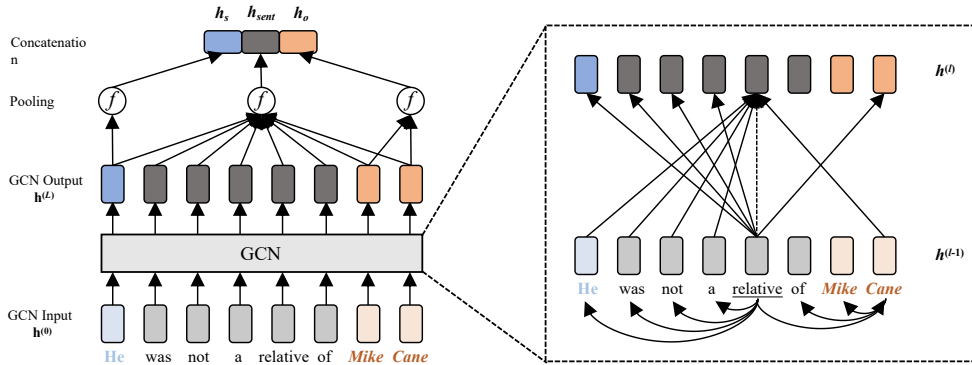 h_s h_sent h_o
Concatenatio
n
Pooling
f f f
GCN Output
h^(L)
GCN
GCN Input
h^(0)
He was not a relative of Mike Cane
h^(l)
h^(l-1)
He was not a relative of Mike Cane